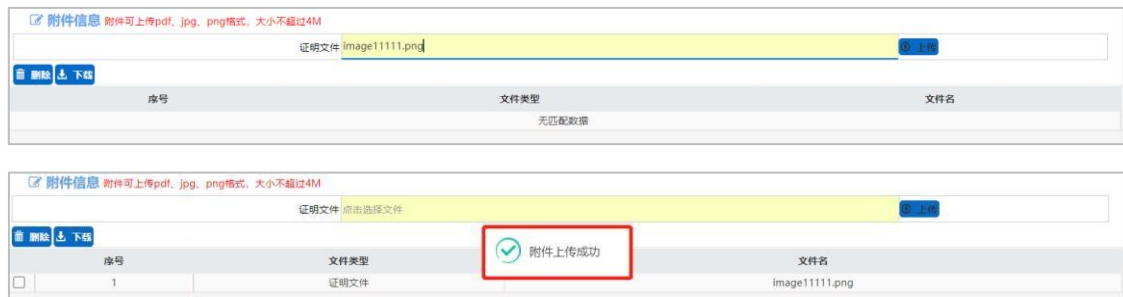 附件信息 附件可上传pdf、jpg、png格式，大小不超过4M
证明文件 image11111.png 上传
删除 下载
序号 文件类型 文件名
无匹配数据
附件信息 附件可上传pdf、jpg、png格式，大小不超过4M
证明文件 点击选择文件 上传
删除 下载
附件上传成功
序号 文件类型 文件名
1 证明文件 image11111.png